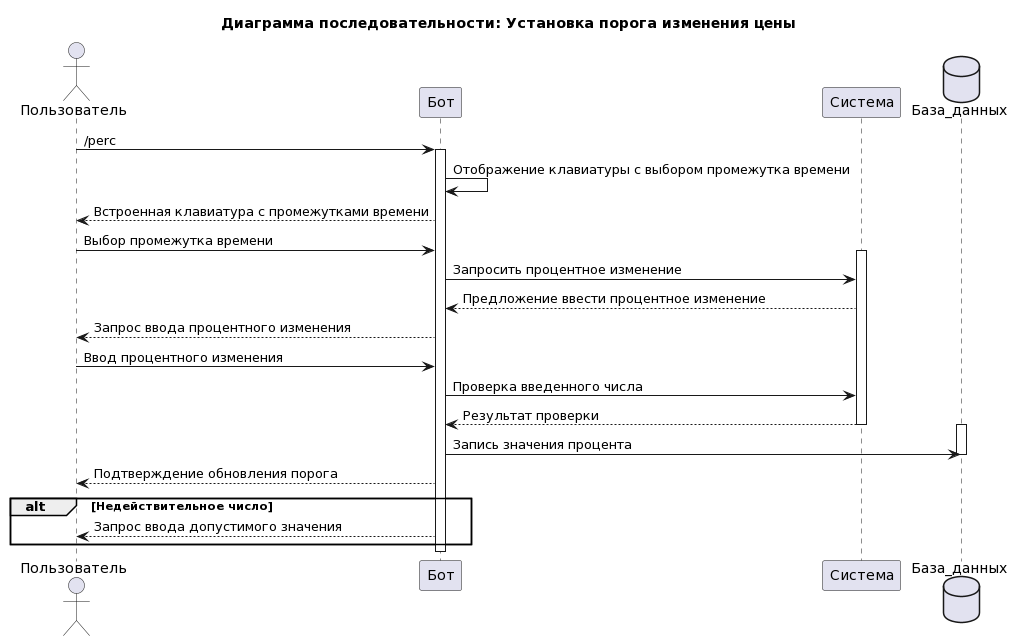 Диаграмма последовательности: Установка порога изменения цены
Пользователь
Бот
Система
База_данных
/perc
Отображение клавиатуры с выбором промежутка времени
Встроенная клавиатура с промежутками времени
Выбор промежутка времени
Запросить процентное изменение
Предложение ввести процентное изменение
Запрос ввода процентного изменения
Ввод процентного изменения
Проверка введенного числа
Результат проверки
Запись значения процента
Подтверждение обновления порога
alt [Недействительное число]
Запрос ввода допустимого значения
Пользователь
Бот
Система
База_данных